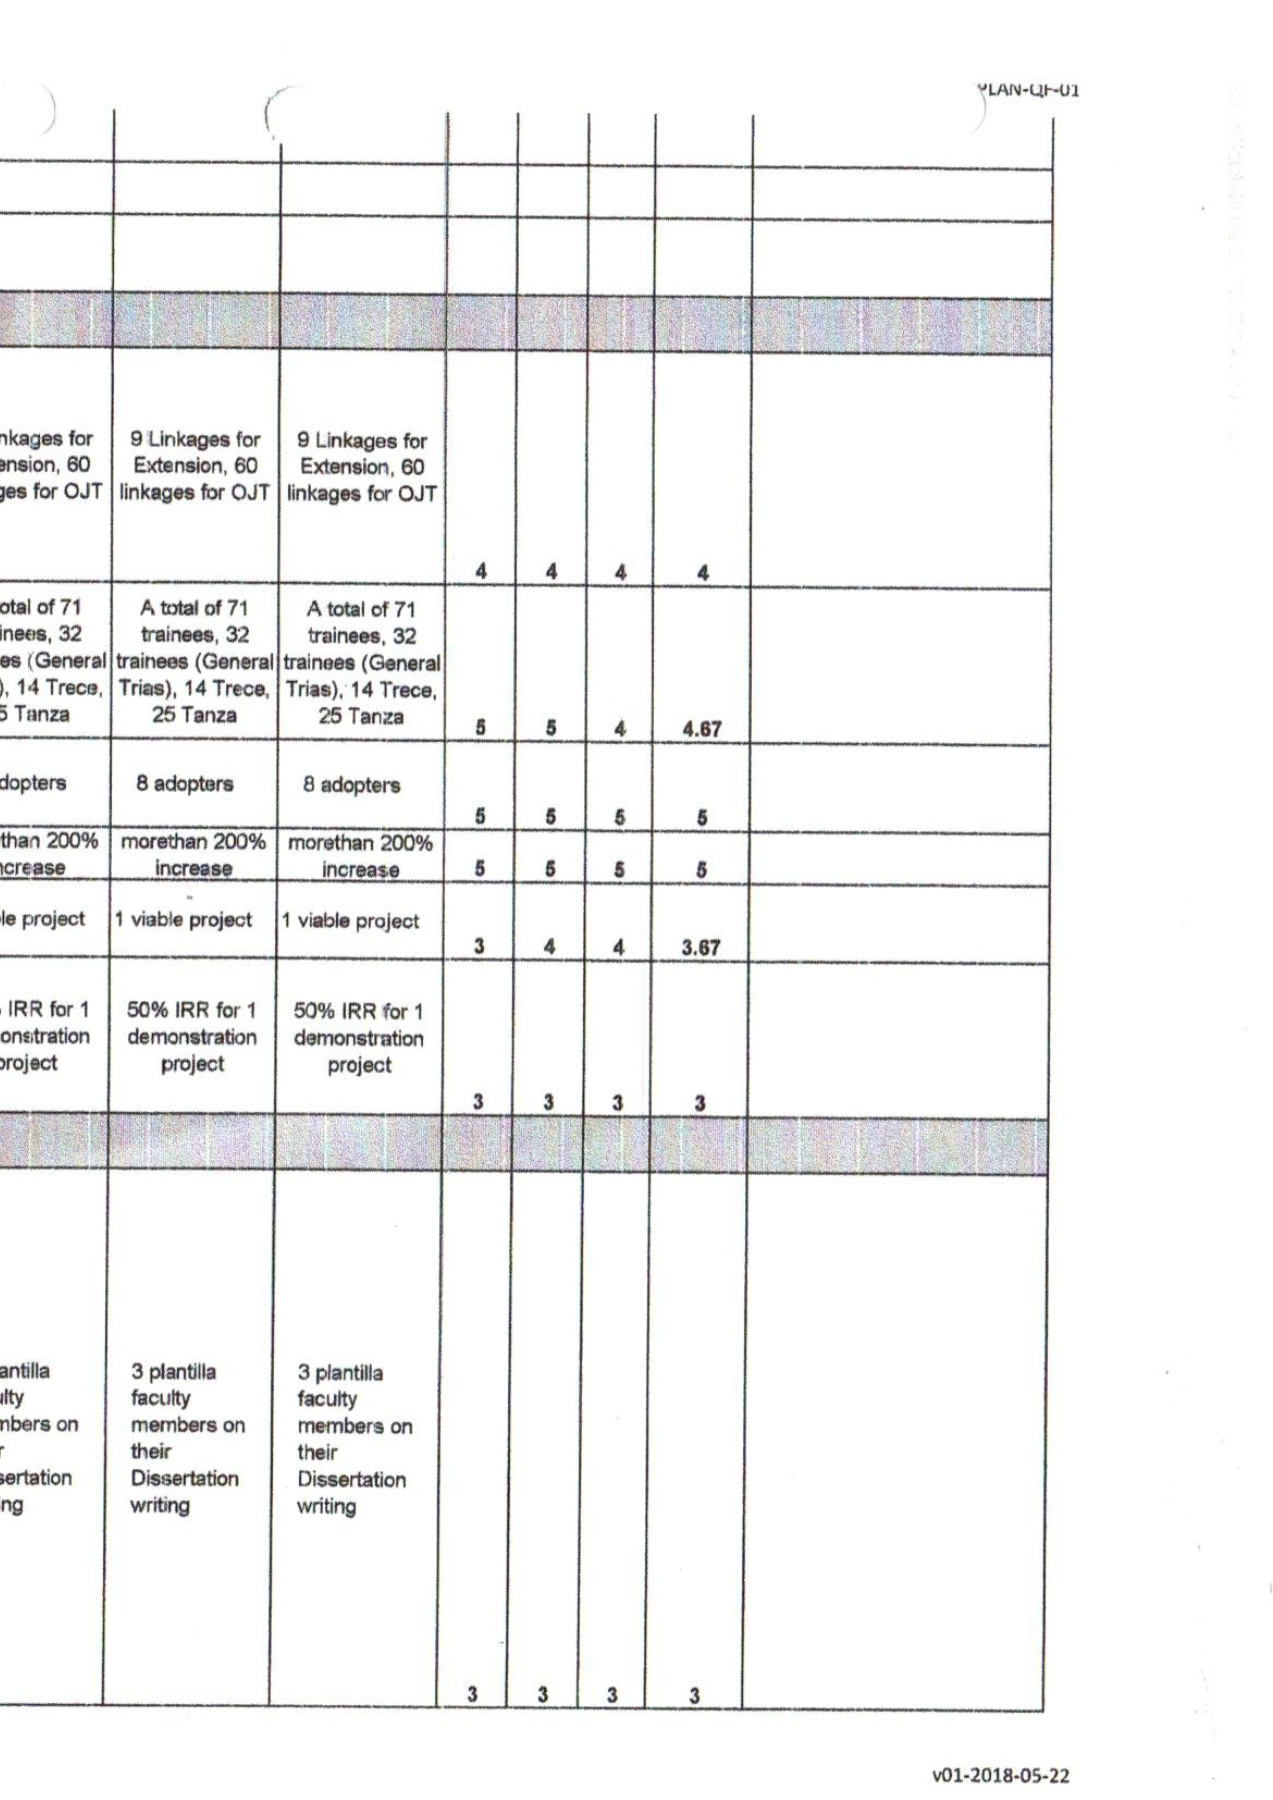 PLAN-QF-01
nkages for
ension, 60
ges for OJT
9 Linkages for
Extension, 60
linkages for OJT
9 Linkages for
Extension, 60
linkages for OJT
4 4 4 4
otal of 71
inees, 32
es (General
), 14 Trece,
5 Tanza
A total of 71
trainees, 32
trainees (General
Trias), 14 Trece,
25 Tanza
A total of 71
trainees, 32
trainees (General
Trias), 14 Trece,
25 Tanza
5 5 4 4.67
dopters
8 adopters
8 adopters
5 5 5 5
than 200%
ncrease
morethan 200%
increase
morethan 200%
increase
5 5 5 5
le project
1 viable project
1 viable project
3 4 4 3.67
IRR for 1
onstration
project
50% IRR for 1
demonstration
project
50% IRR for 1
demonstration
project
3 3 3 3
antilla
ulty
mbers on
r
sertation
ing
3 plantilla
faculty
members on
their
Dissertation
writing
3 plantilla
faculty
members on
their
Dissertation
writing
3 3 3 3
v01-2018-05-22